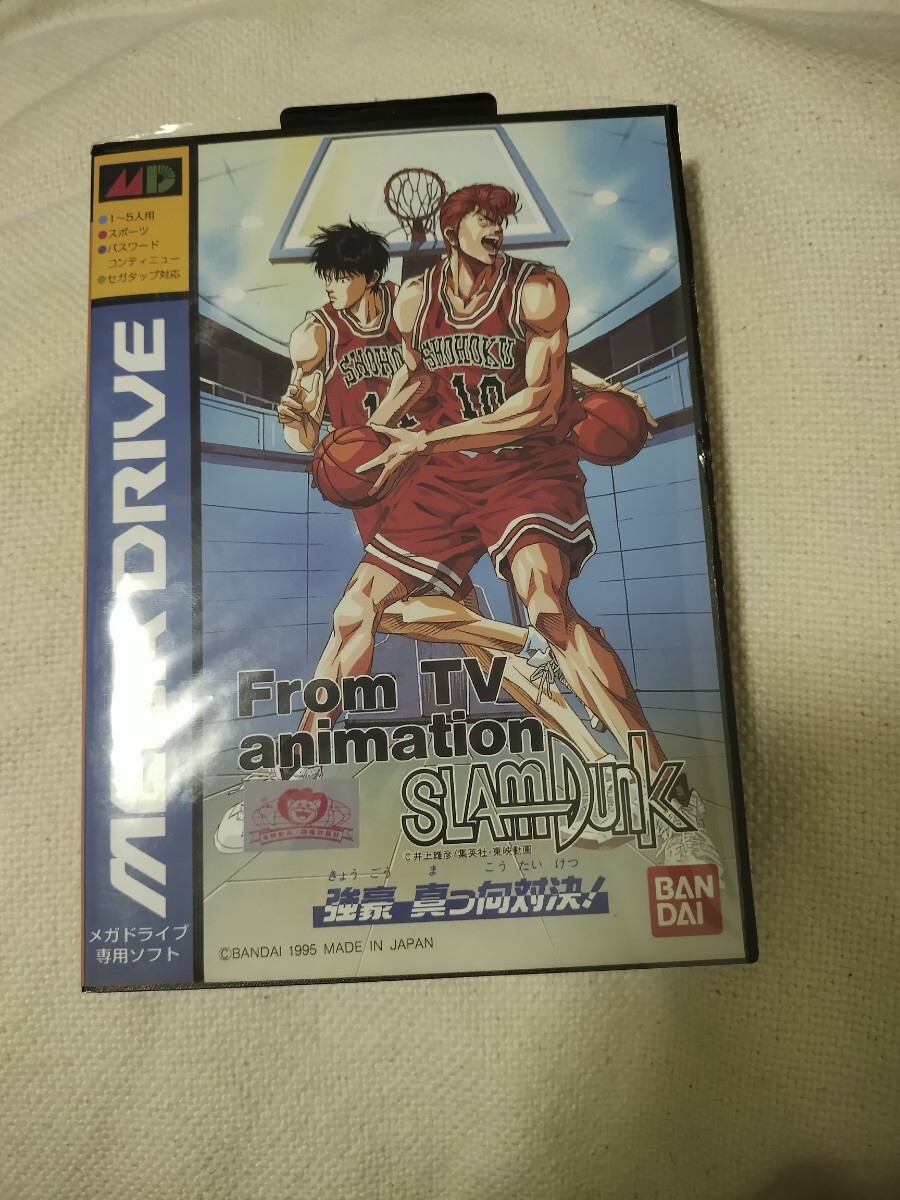 MD
1〜5人用
スポーツ
パスワード
コンティニュー
セガタップ対応
MEGA DRIVE
メガドライブ
専用ソフト
SHOHO
11
SHOHOKU
10
From TV
animation
SLAM DUNK
©井上雄彦/集英社・東映動画
きょう ごう ま こう たい けつ
強豪 真っ向対決!
BAN
DAI
©BANDAI 1995 MADE IN JAPAN